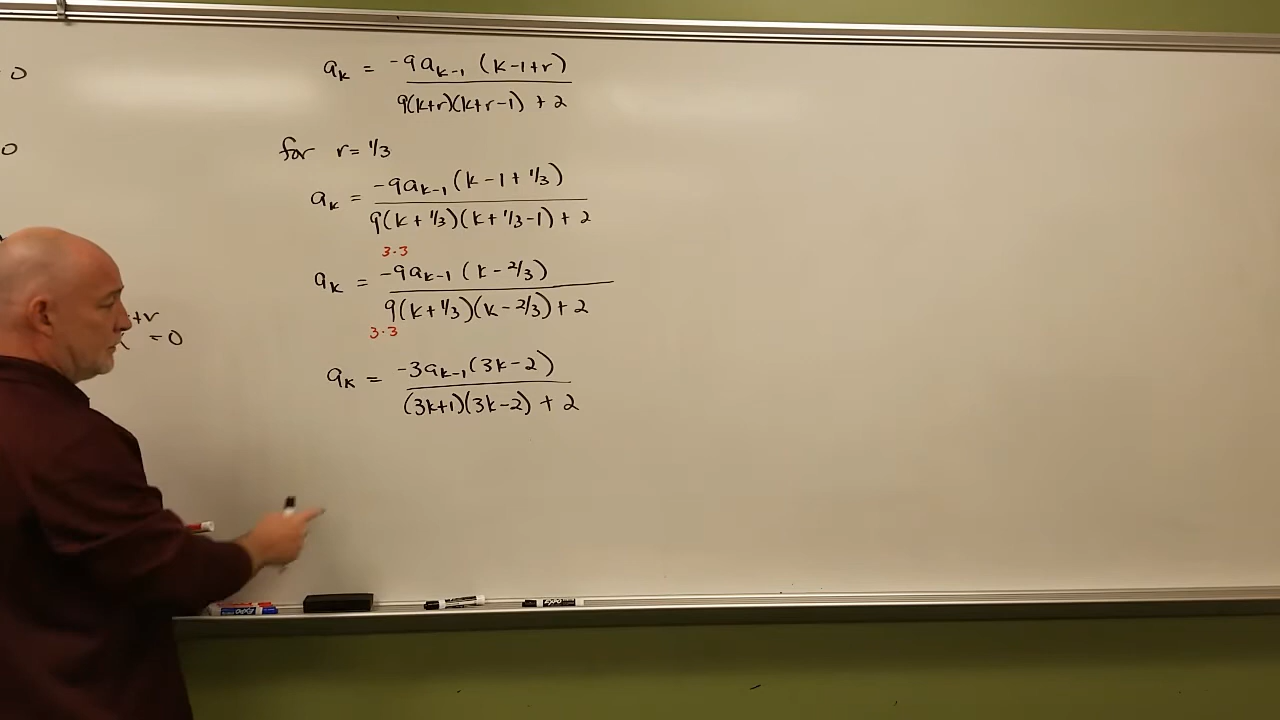 = 0
= 0
+r
= 0
a_k = -9a_{k-1} (k-1+r) / 9(k+r)(k+r-1) + 2
for r = 1/3
a_k = -9a_{k-1} (k-1+1/3) / 9(k+1/3)(k+1/3-1) + 2
3·3
a_k = -9a_{k-1} (k-2/3) / 9(k+1/3)(k-2/3) + 2
3·3
a_k = -3a_{k-1} (3k-2) / (3k+1)(3k-2) + 2